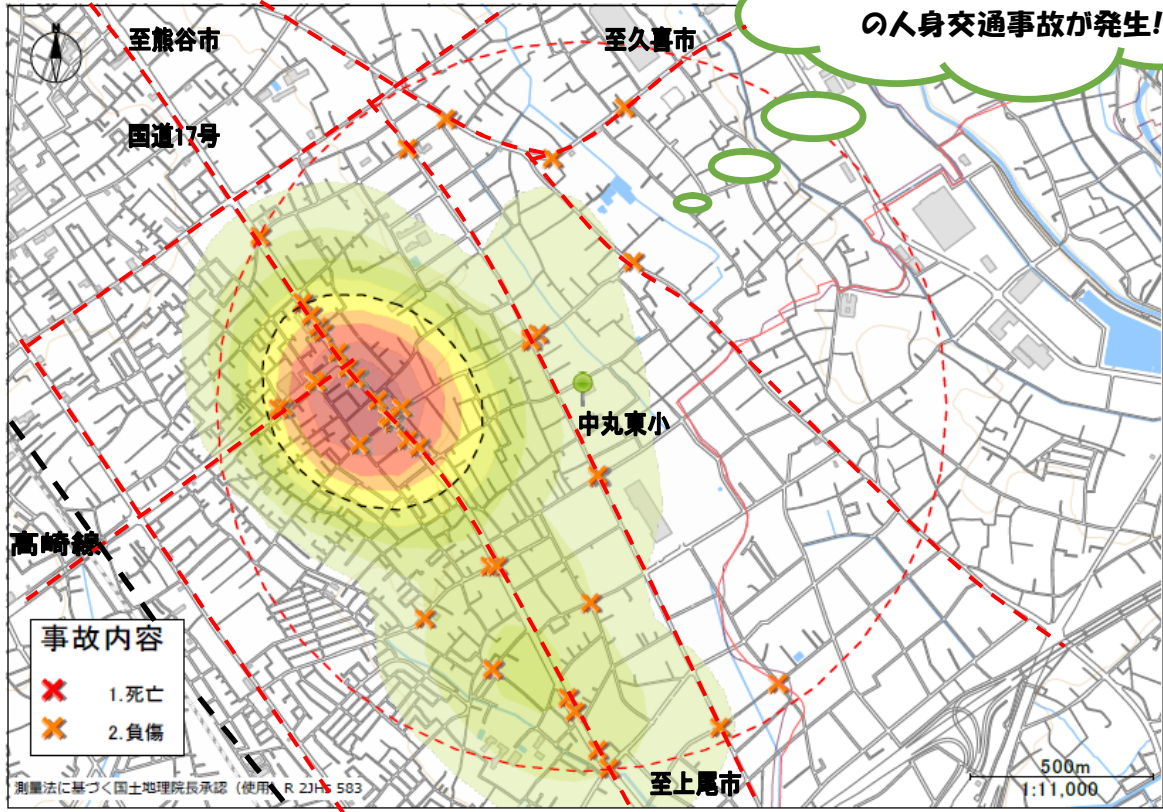 の人身交通事故が発生!
至熊谷市
至久喜市
N
国道17号
中丸東小
高崎線
事故内容
1.死亡
2.負傷
至上尾市
500m
1:11,000
測量法に基づく国土地理院長承認（使用） R 2JHs 583